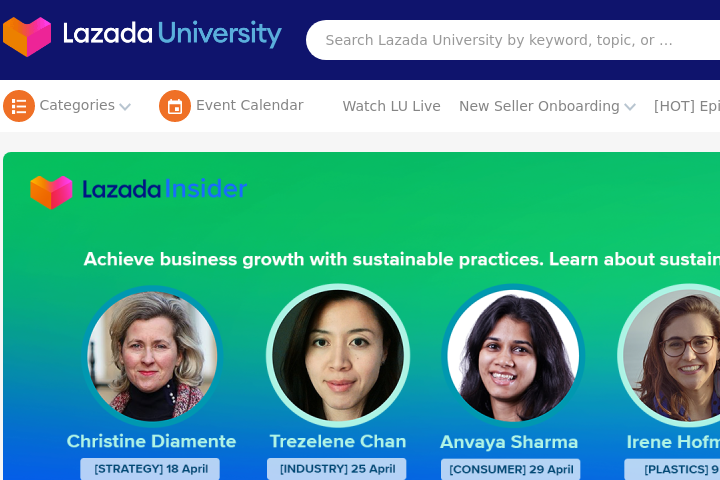 Lazada University
Search Lazada University by keyword, topic, or ...
Categories
Event Calendar
Watch LU Live
New Seller Onboarding
[HOT] Epi
Lazada Insider
Achieve business growth with sustainable practices. Learn about sustain
Christine Diamente
Trezelene Chan
Anvaya Sharma
Irene Hofm
[STRATEGY] 18 April
[INDUSTRY] 25 April
[CONSUMER] 29 April
[PLASTICS] 9